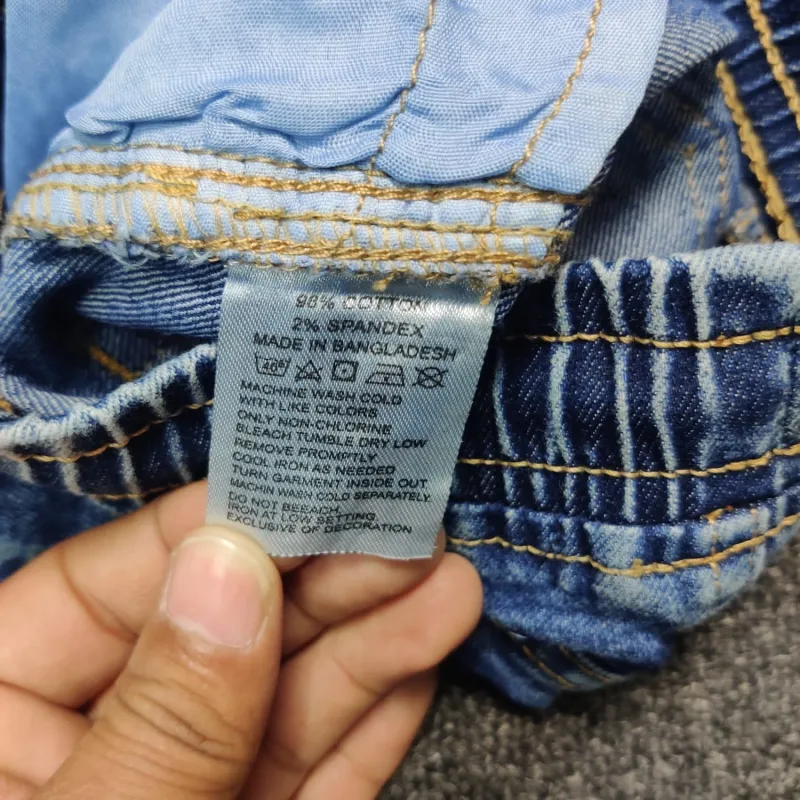 98% COTTON
2% SPANDEX
MADE IN BANGLADESH
40°
MACHINE WASH COLD
WITH LIKE COLORS
ONLY NON-CHLORINE
BLEACH TUMBLE DRY LOW
REMOVE PROMPTLY
COOL IRON AS NEEDED
TURN GARMENT INSIDE OUT
MACHIN WASH COLD SEPARATELY.
DO NOT BEEACH
IRON AT LOW SETTING
EXCLUSIVE OF DECORATION